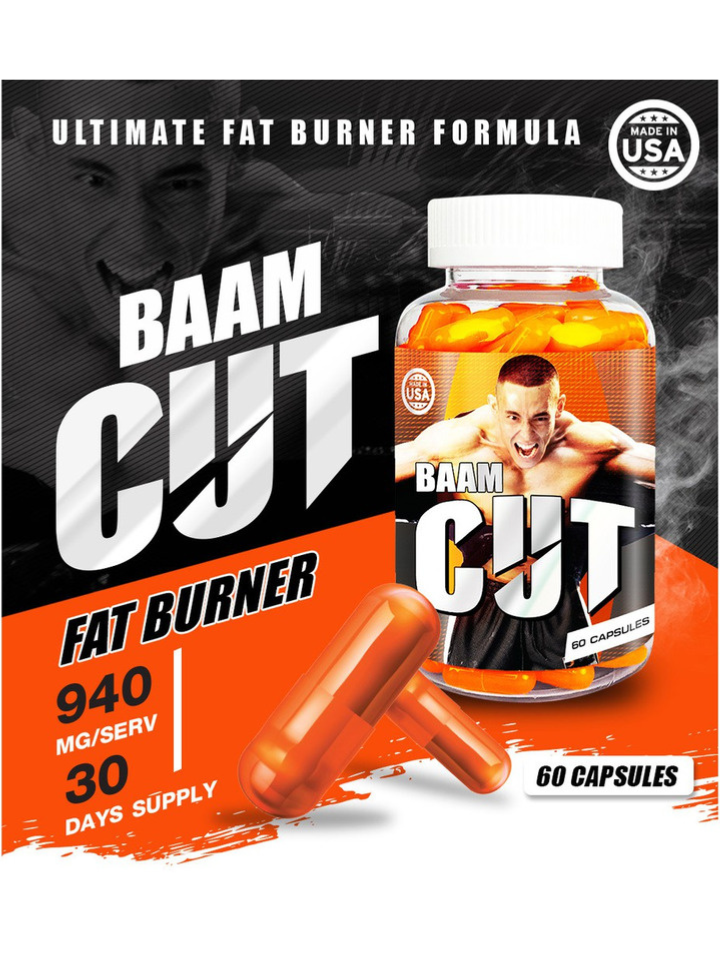 ULTIMATE FAT BURNER FORMULA
MADE IN
USA
BAAM
CUT
MADE IN
USA
BAAM
CUT
60 CAPSULES
FAT BURNER
940
MG/SERV
30
DAYS SUPPLY
60 CAPSULES